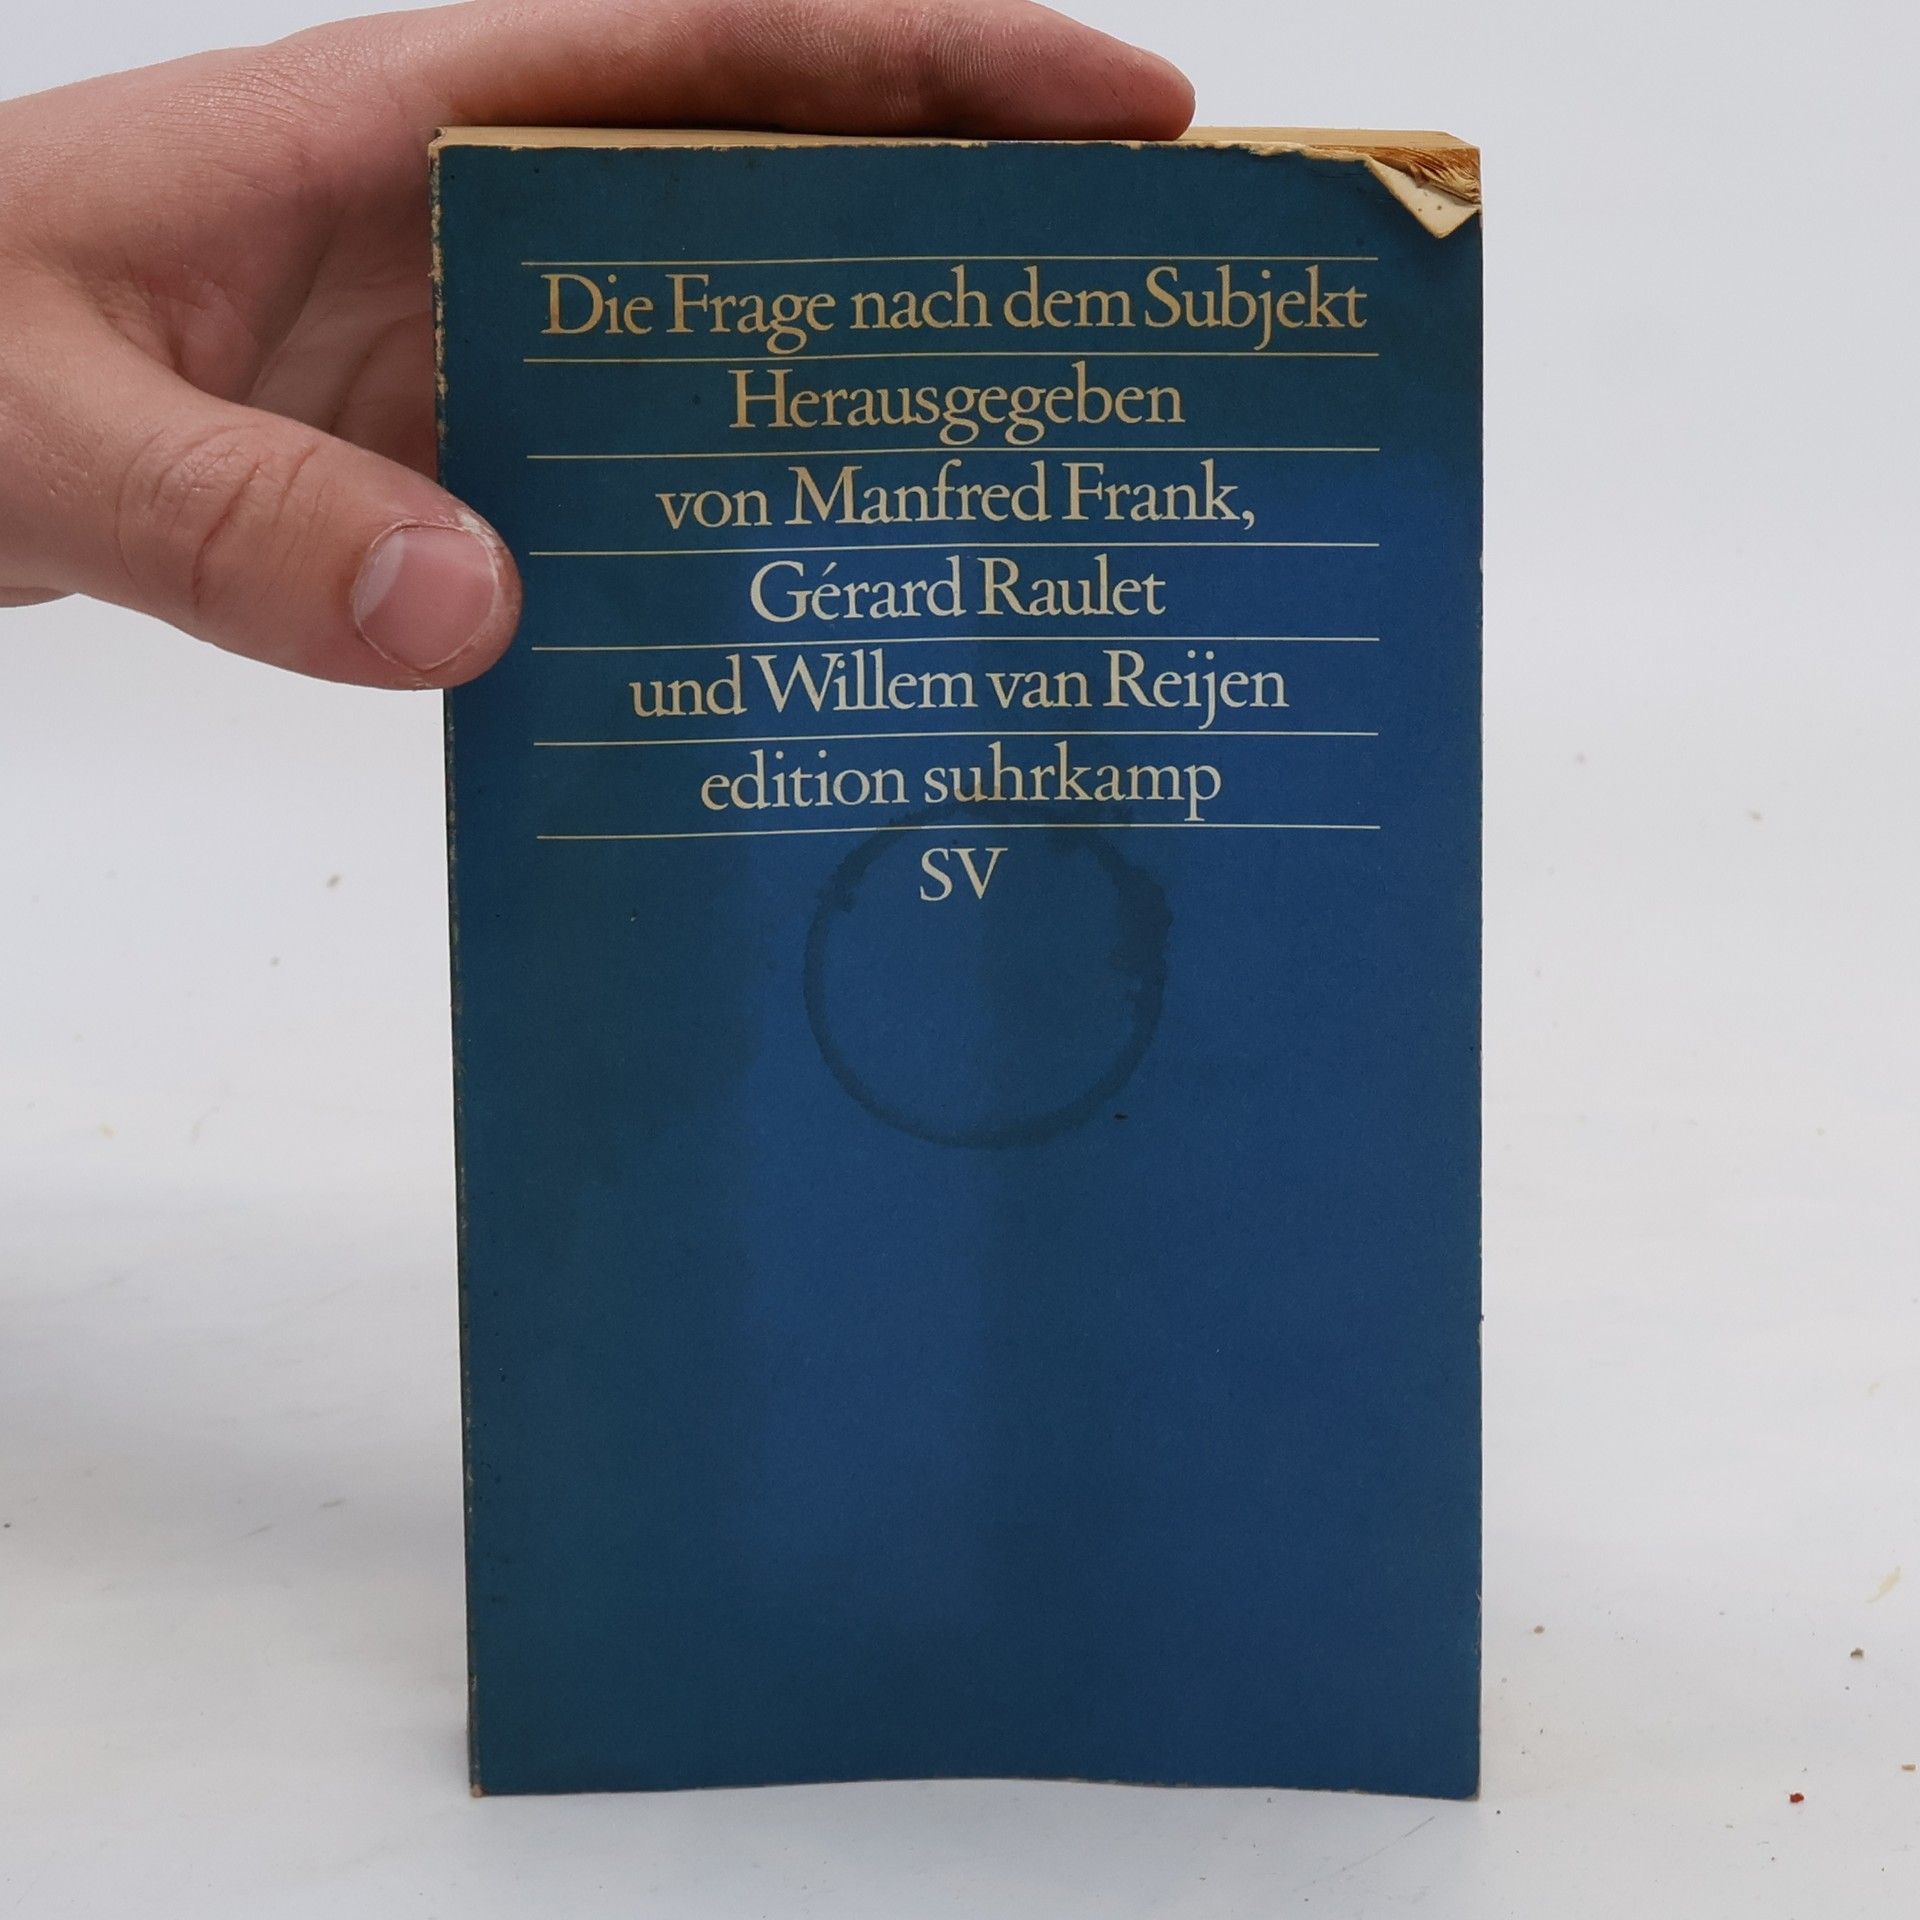 Die Frage nach dem Subjekt
Herausgegeben
von Manfred Frank,
Gérard Raulet
und Willem van Reijen
edition suhrkamp
SV